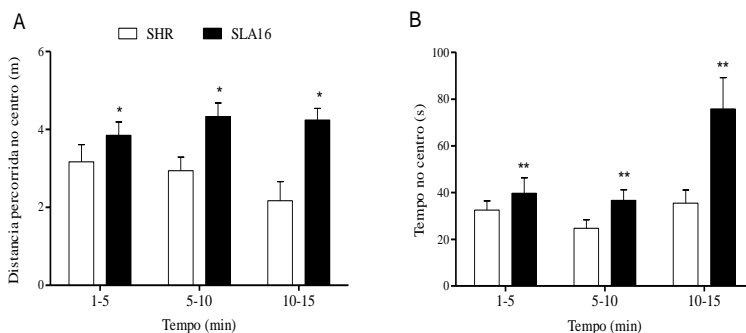 A
SHR SLA16
Distancia percorrida no centro (m)
6
4
2
0
* * *
1-5 5-10 10-15
Tempo (min)
B
Tempo no centro (s)
100
80
60
40
20
0
** ** **
1-5 5-10 10-15
Tempo (min)